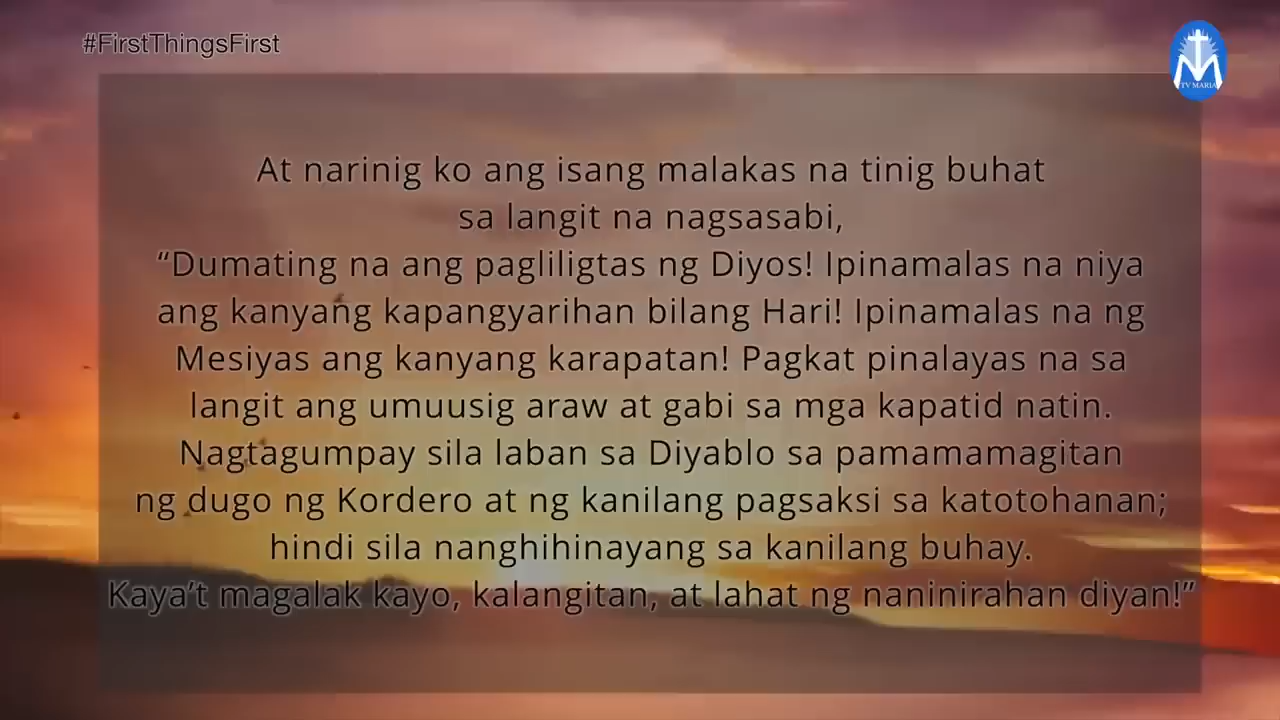 #FirstThingsFirst
TV MARIA
At narinig ko ang isang malakas na tinig buhat
sa langit na nagsasabi,
“Dumating na ang pagliligtas ng Diyos! Ipinamalas na niya
ang kanyang kapangyarihan bilang Hari! Ipinamalas na ng
Mesiyas ang kanyang karapatan! Pagkat pinalayas na sa
langit ang umuusig araw at gabi sa mga kapatid natin.
Nagtagumpay sila laban sa Diyablo sa pamamamagitan
ng dugo ng Kordero at ng kanilang pagsaksi sa katotohanan;
hindi sila nanghihinayang sa kanilang buhay.
Kaya’t magalak kayo, kalangitan, at lahat ng naninirahan diyan!”